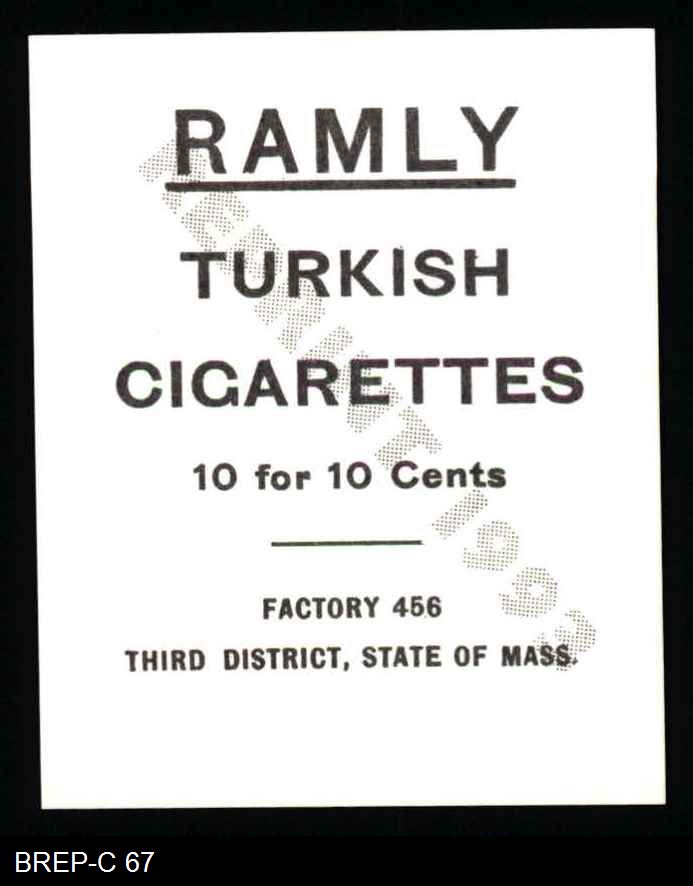 RAMLY
TURKISH
CIGARETTES
10 for 10 Cents
FACTORY 456
THIRD DISTRICT, STATE OF MASS.
REPRINT 1993
BREP-C 67